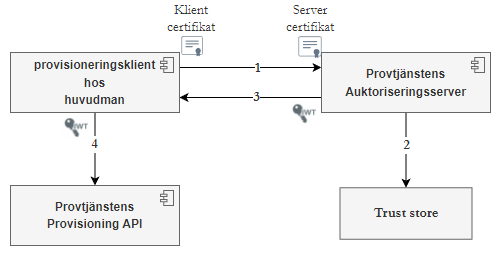 Klient
certifikat
Server
certifikat
provisioneringsklient
hos
huvudman
1
3
Provtjänstens
Auktoriseringsserver
JWT
JWT
4
2
Provtjänstens
Provisioning API
Trust store